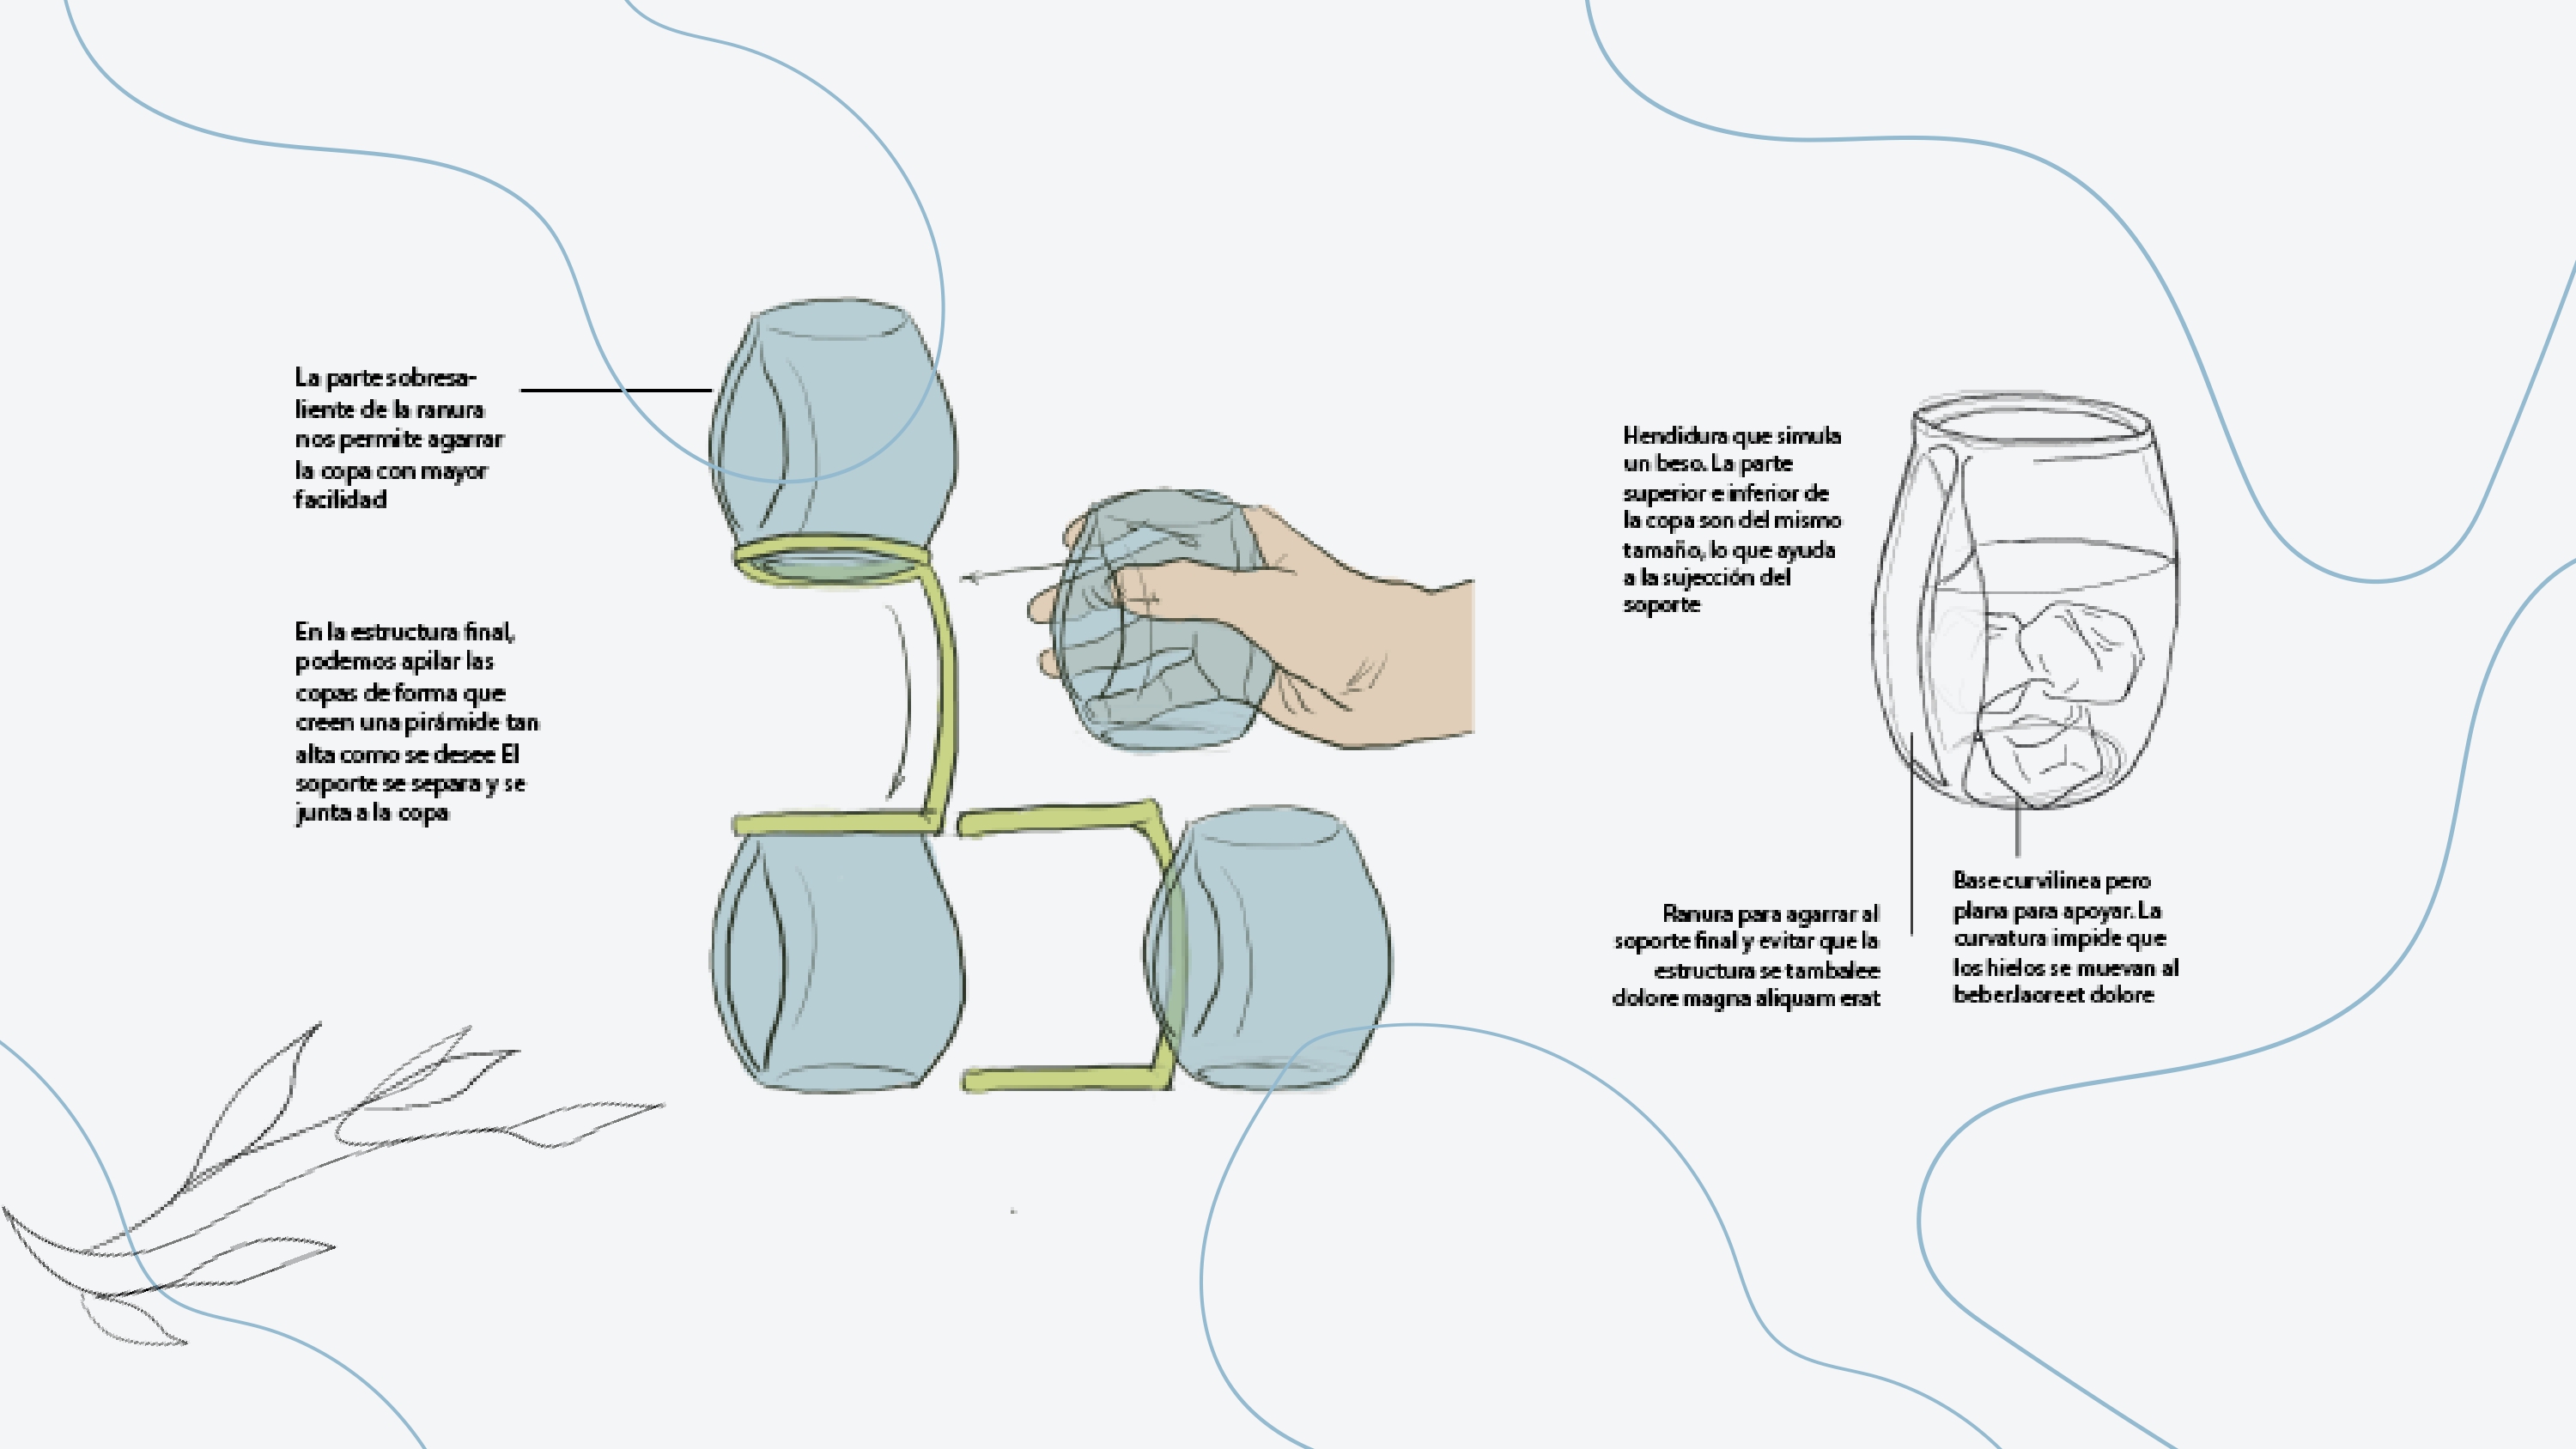 La parte sobresa-
liente de la ranura
nos permite agarrar
la copa con mayor
facilidad
En la estructura final,
podemos apilar las
copas de forma que
creen una pirámide tan
alta como se desee El
soporte se separa y se
junta a la copa
Hendidura que simula
un beso. La parte
superior e inferior de
la copa son del mismo
tamaño, lo que ayuda
a la sujección del
soporte
Ranura para agarrar al
soporte final y evitar que la
estructura se tambalee
dolore magna aliquam erat
Base curvilinea pero
plana para apoyar. La
curvatura impide que
los hielos se muevan al
beber.laoreet dolore